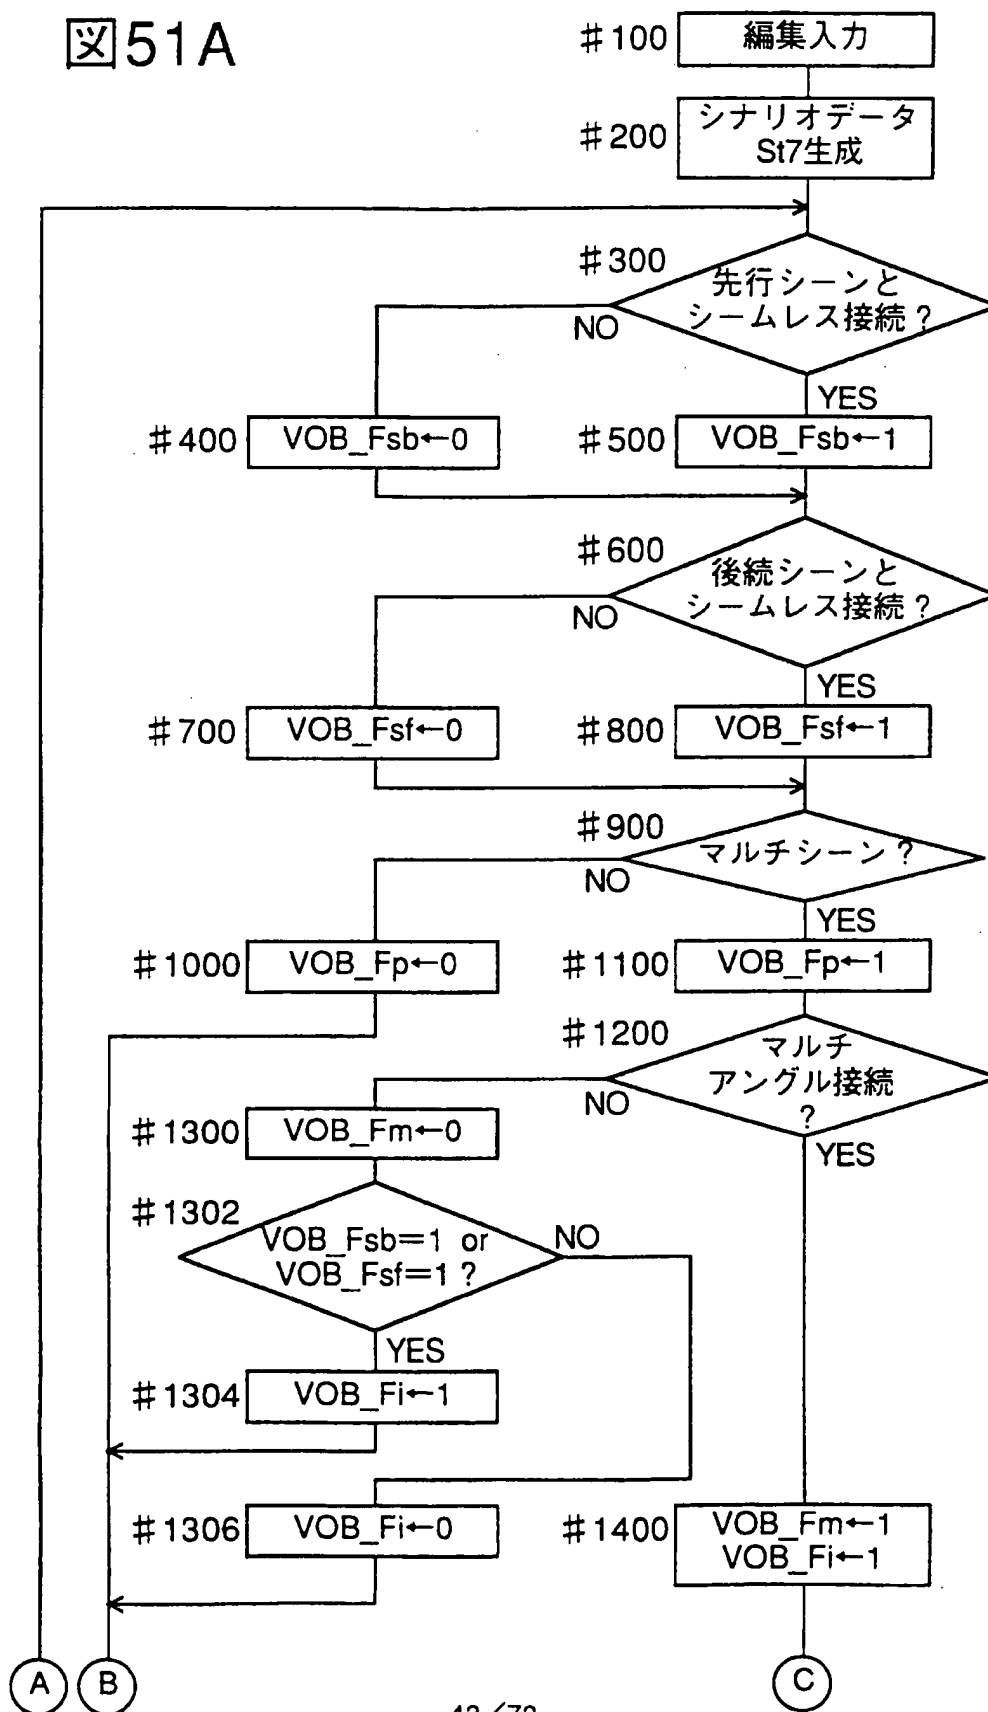 図51A
#100
編集入力
#200
シナリオデータ
St7生成
#300
先行シーンと
シームレス接続?
NO
YES
#400
VOB_Fsb←0
#500
VOB_Fsb←1
#600
後続シーンと
シームレス接続?
NO
YES
#700
VOB_Fsf←0
#800
VOB_Fsf←1
#900
マルチシーン?
NO
YES
#1000
VOB_Fp←0
#1100
VOB_Fp←1
#1200
マルチ
アングル接続
?
NO
YES
#1300
VOB_Fm←0
#1302
VOB_Fsb=1 or
VOB_Fsf=1?
NO
YES
#1304
VOB_Fi←1
#1306
VOB_Fi←0
#1400
VOB_Fm←1
VOB_Fi←1
A
B
C